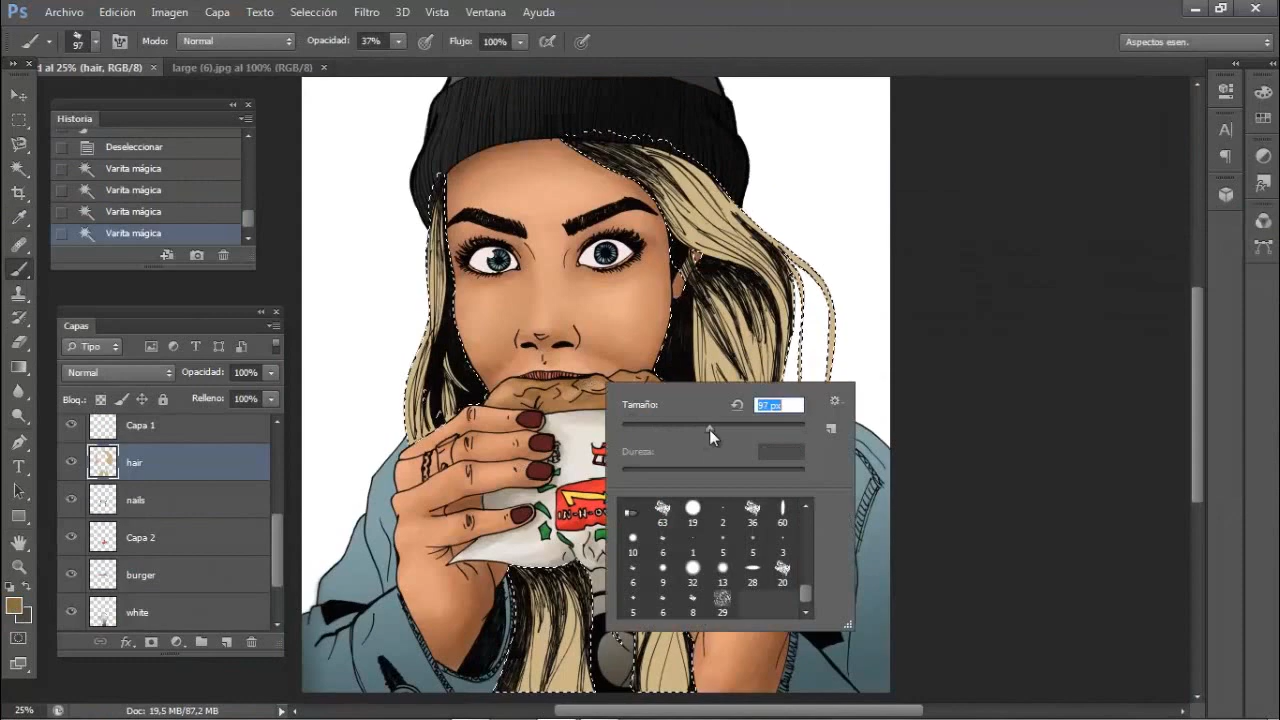 Ps Archivo Edición Imagen Capa Texto Selección Filtro 3D Vista Ventana Ayuda
97 Modo: Normal Opacidad: 37% Flujo: 100% Aspectos esen.
d al 25% (hair, RGB/8) × large (6).jpg al 100% (RGB/8) ×
Historia
Deseleccionar
Varita mágica
Varita mágica
Varita mágica
Varita mágica
Capas
Tipo
Normal Opacidad: 100%
Bloq.: Relleno: 100%
Capa 1
hair
nails
Capa 2
burger
white
fx
Tamaño: 97 px
Dureza:
63 19 2 36 60
10 6 1 5 5 3
6 9 32 13 28 20
5 6 8 29
IN-N-O
25% Doc: 19,5 MB/87,2 MB